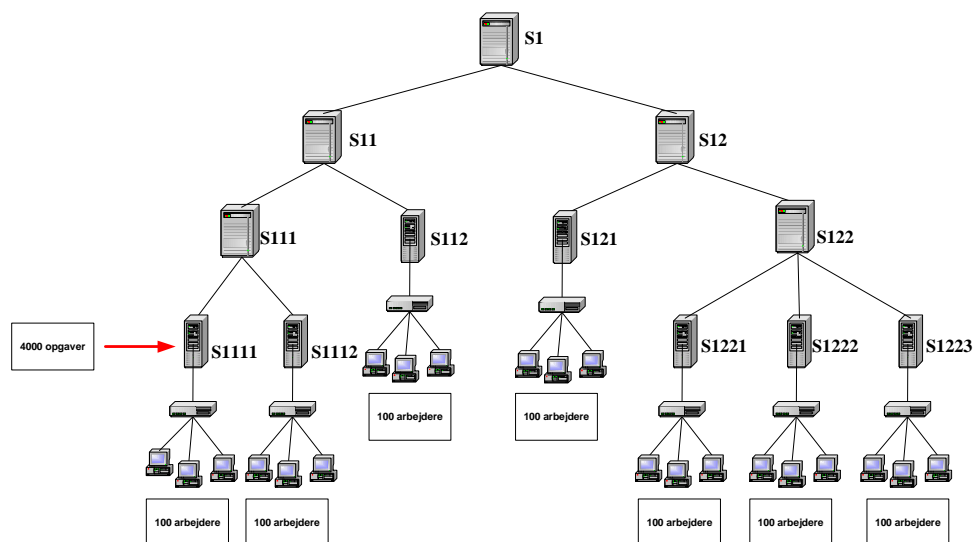 S1
S11
S12
S111
S112
S121
S122
4000 opgaver
S1111
S1112
S1221
S1222
S1223
100 arbejdere
100 arbejdere
100 arbejdere
100 arbejdere
100 arbejdere
100 arbejdere
100 arbejdere